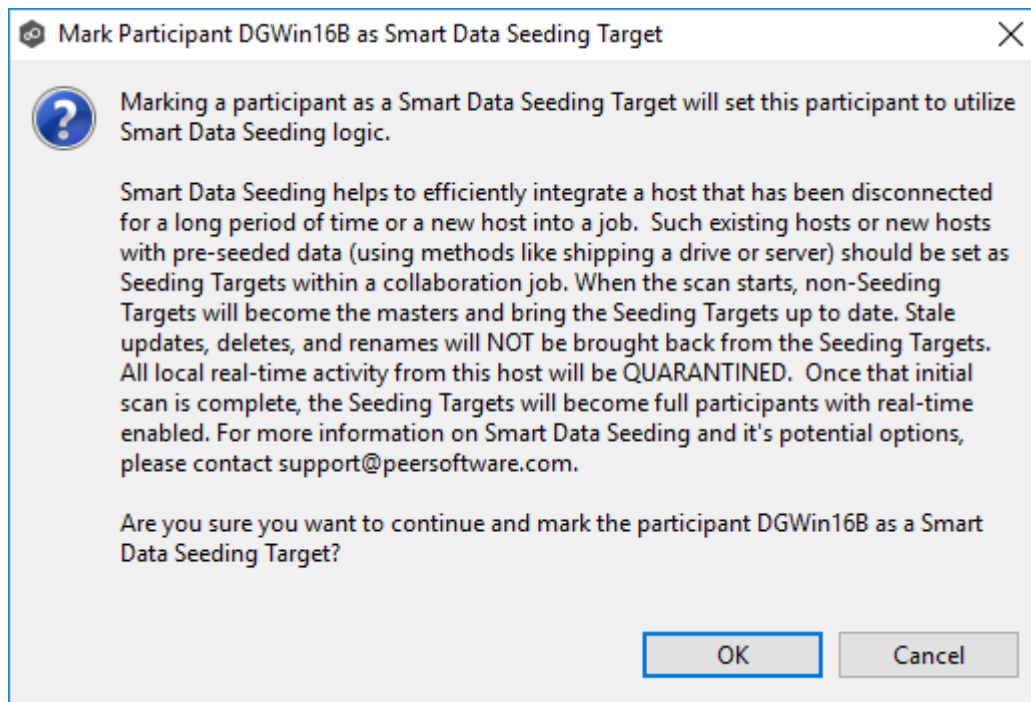 Mark Participant DGWin16B as Smart Data Seeding Target
Marking a participant as a Smart Data Seeding Target will set this participant to utilize
Smart Data Seeding logic.
Smart Data Seeding helps to efficiently integrate a host that has been disconnected
for a long period of time or a new host into a job.  Such existing hosts or new hosts
with pre-seeded data (using methods like shipping a drive or server) should be set as
Seeding Targets within a collaboration job. When the scan starts, non-Seeding
Targets will become the masters and bring the Seeding Targets up to date. Stale
updates, deletes, and renames will NOT be brought back from the Seeding Targets.
All local real-time activity from this host will be QUARANTINED.  Once that initial
scan is complete, the Seeding Targets will become full participants with real-time
enabled. For more information on Smart Data Seeding and it's potential options,
please contact support@peersoftware.com.
Are you sure you want to continue and mark the participant DGWin16B as a Smart
Data Seeding Target?
OK
Cancel